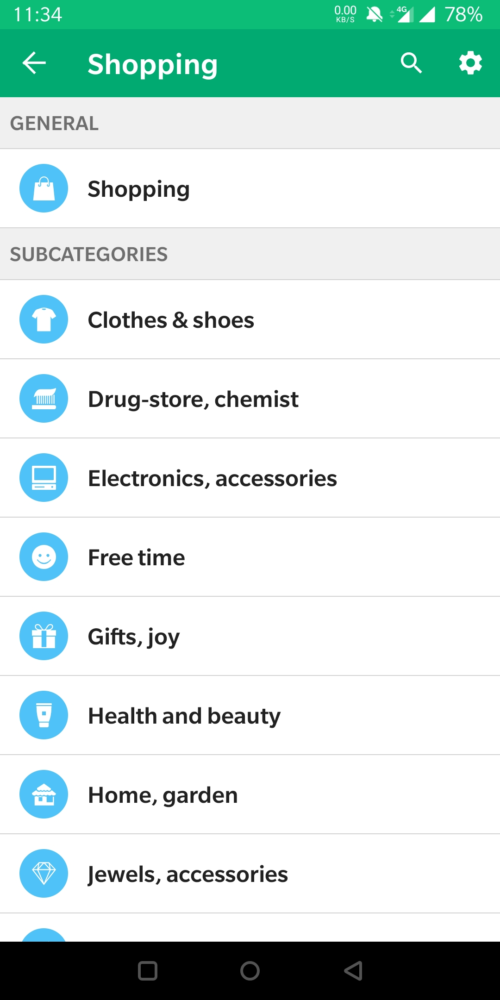 11:34
0.00
KB/S
4G
78%
Shopping
GENERAL
Shopping
SUBCATEGORIES
Clothes & shoes
Drug-store, chemist
Electronics, accessories
Free time
Gifts, joy
Health and beauty
Home, garden
Jewels, accessories